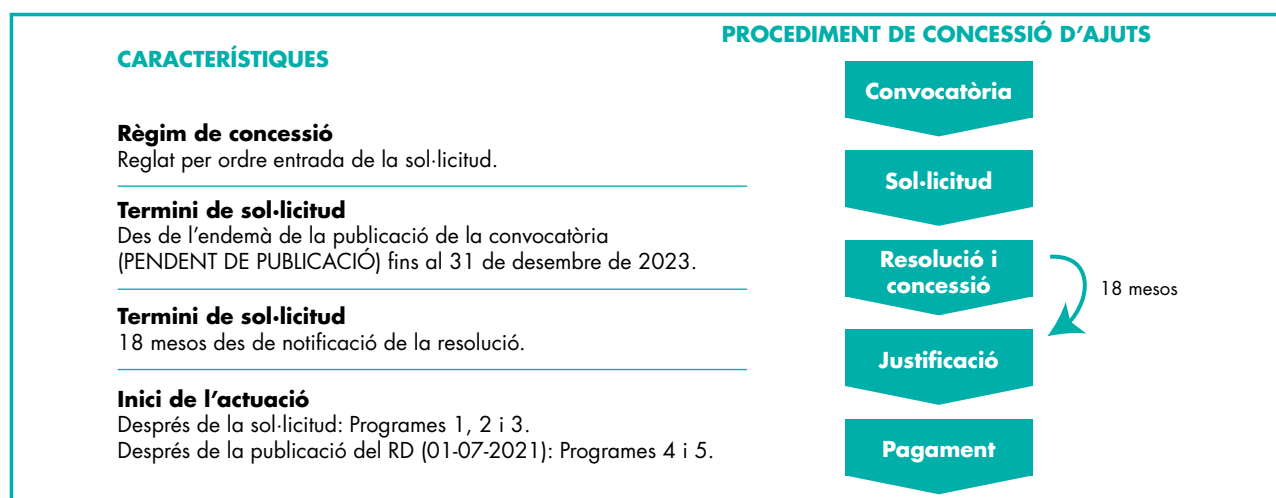 CARACTERÍSTIQUES
Règim de concessió
Reglat per ordre entrada de la sol·licitud.
Termini de sol·licitud
Des de l’endemà de la publicació de la convocatòria
(PENDENT DE PUBLICACIÓ) fins al 31 de desembre de 2023.
Termini de sol·licitud
18 mesos des de notificació de la resolució.
Inici de l’actuació
Després de la sol·licitud: Programes 1, 2 i 3.
Després de la publicació del RD (01-07-2021): Programes 4 i 5.
PROCEDIMENT DE CONCESSIÓ D’AJUTS
Convocatòria
Sol·licitud
Resolució i
concessió
18 mesos
Justificació
Pagament